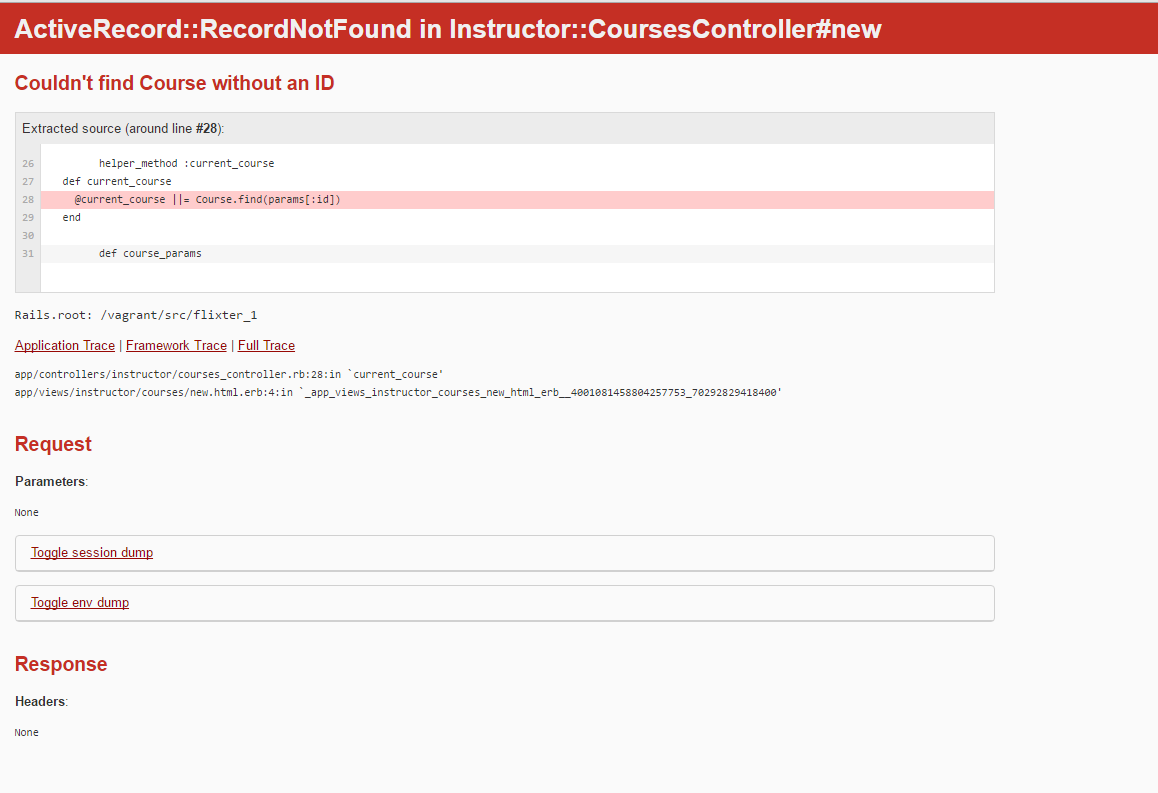 ActiveRecord::RecordNotFound in Instructor::CoursesController#new
Couldn't find Course without an ID
Extracted source (around line #28):
26 helper_method :current_course
27 def current_course
28 @current_course ||= Course.find(params[:id])
29 end
30
31 def course_params
Rails.root: /vagrant/src/flixter_1
Application Trace | Framework Trace | Full Trace
app/controllers/instructor/courses_controller.rb:28:in `current_course'
app/views/instructor/courses/new.html.erb:4:in `_app_views_instructor_courses_new_html_erb__4001081458804257753_70292829418400'
Request
Parameters:
None
Toggle session dump
Toggle env dump
Response
Headers:
None